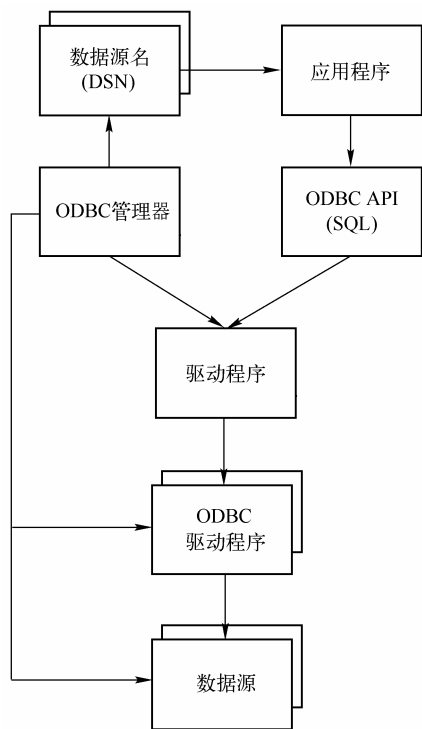 数据源名
(DSN)
应用程序
ODBC管理器
ODBC API
(SQL)
驱动程序
ODBC
驱动程序
数据源